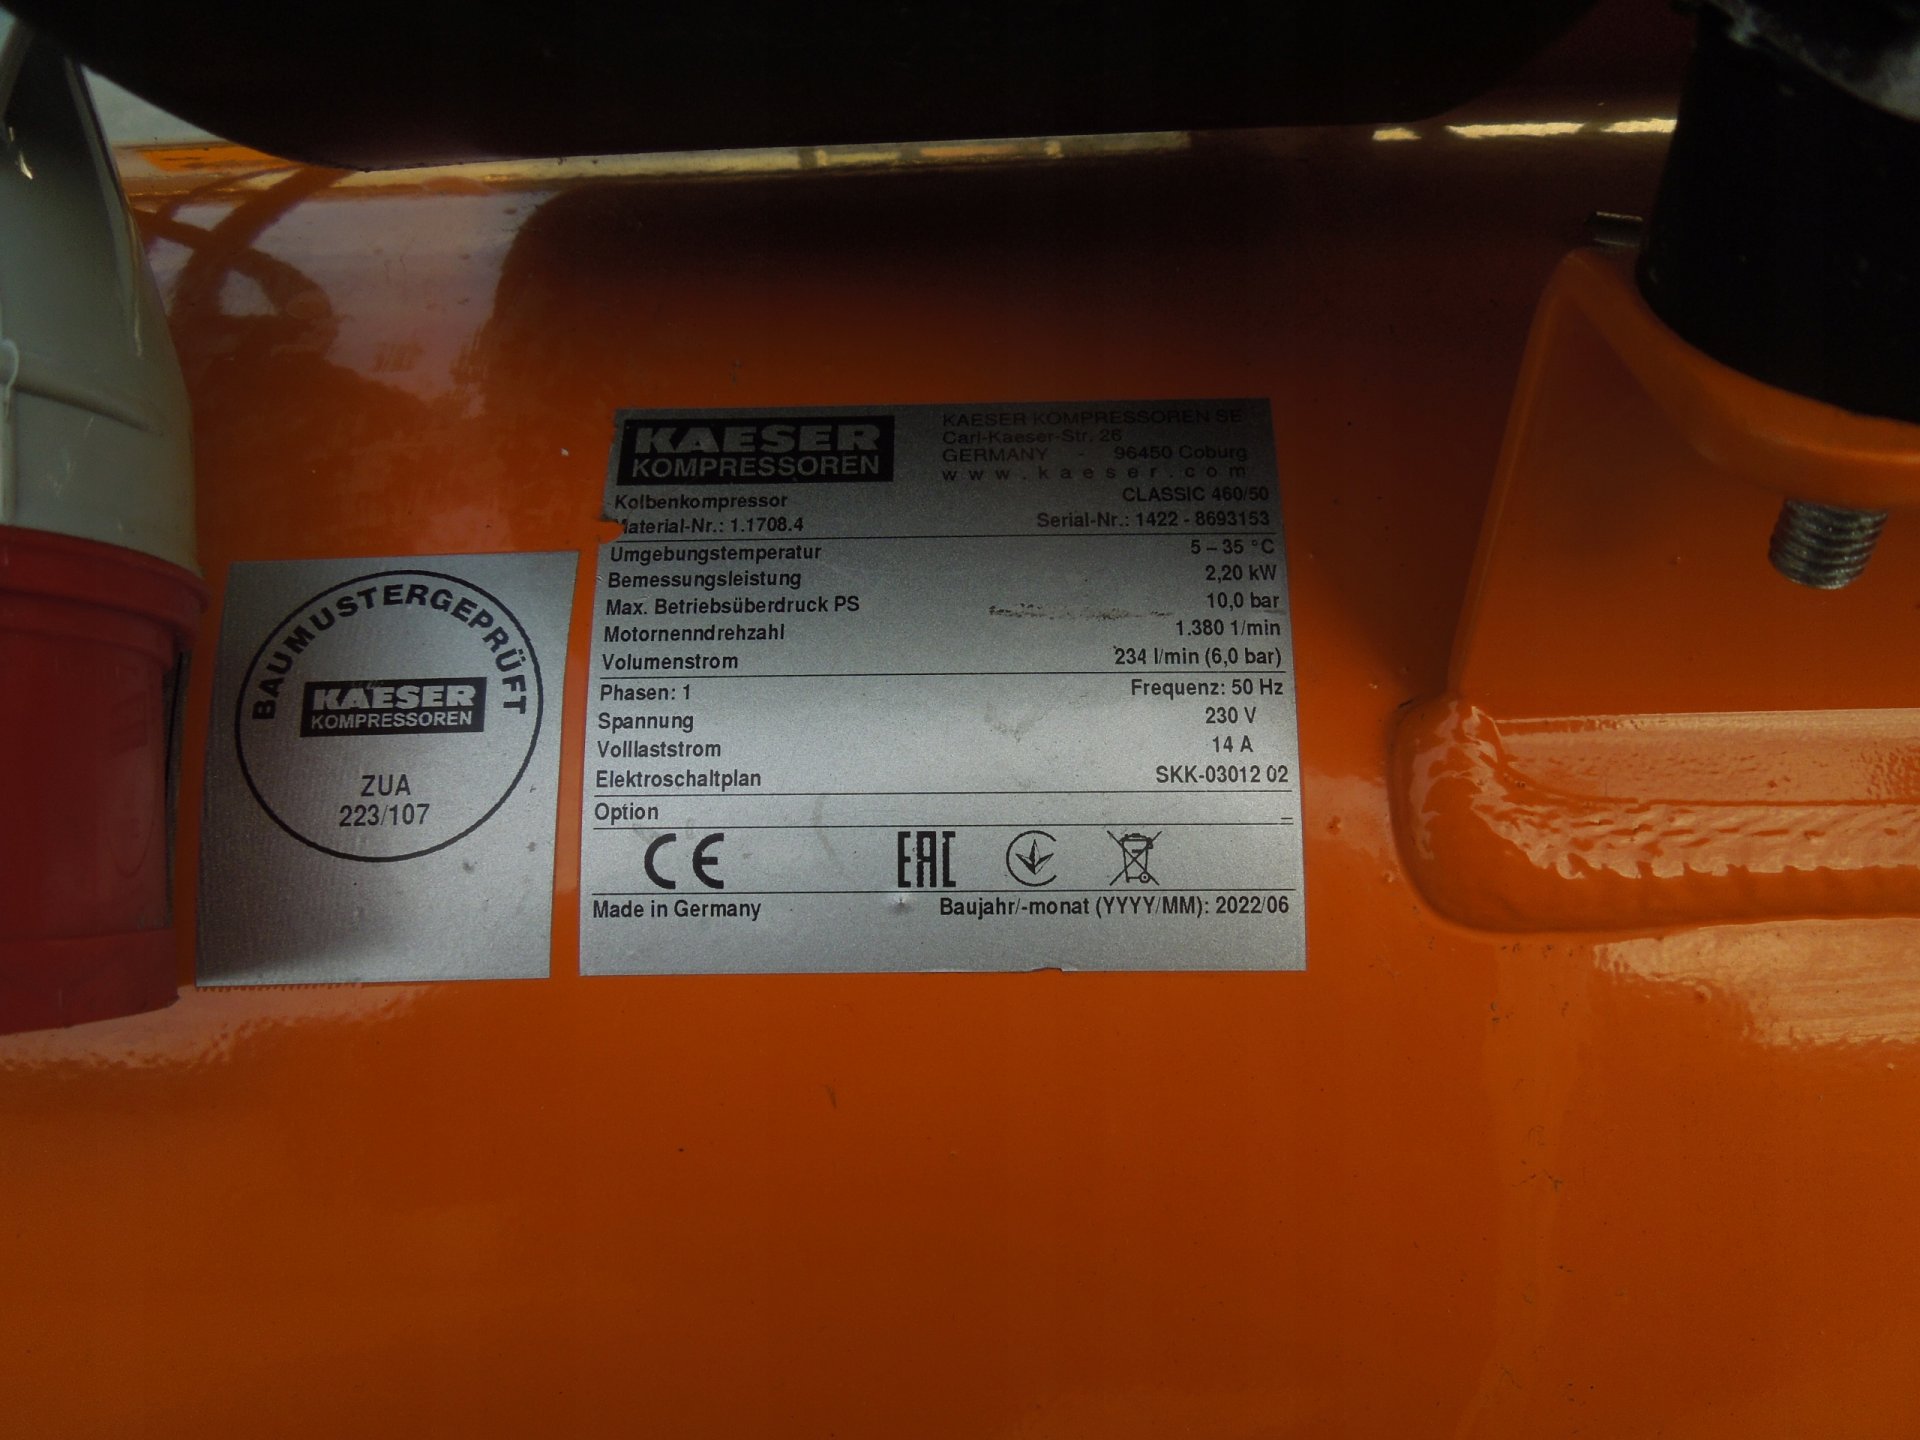 KAESER
KOMPRESSOREN
KAESER KOMPRESSOREN SE
Carl-Kaeser-Str. 26
GERMANY - 96450 Coburg
www.kaeser.com
Kolbenkompressor CLASSIC 460/50
Material-Nr.: 1.1708.4 Serial-Nr.: 1422 - 8693153
Umgebungstemperatur 5 – 35 °C
Bemessungsleistung 2,20 kW
Max. Betriebsüberdruck PS 10,0 bar
Motornenndrehzahl 1.380 1/min
Volumenstrom 234 l/min (6,0 bar)
Phasen: 1 Frequenz: 50 Hz
Spannung 230 V
Volllaststrom 14 A
Elektroschaltplan SKK-03012 02
Option
CE EAC
Made in Germany Baujahr/-monat (YYYY/MM): 2022/06
BAUMUSTERGEPRÜFT
KAESER
KOMPRESSOREN
ZUA
223/107